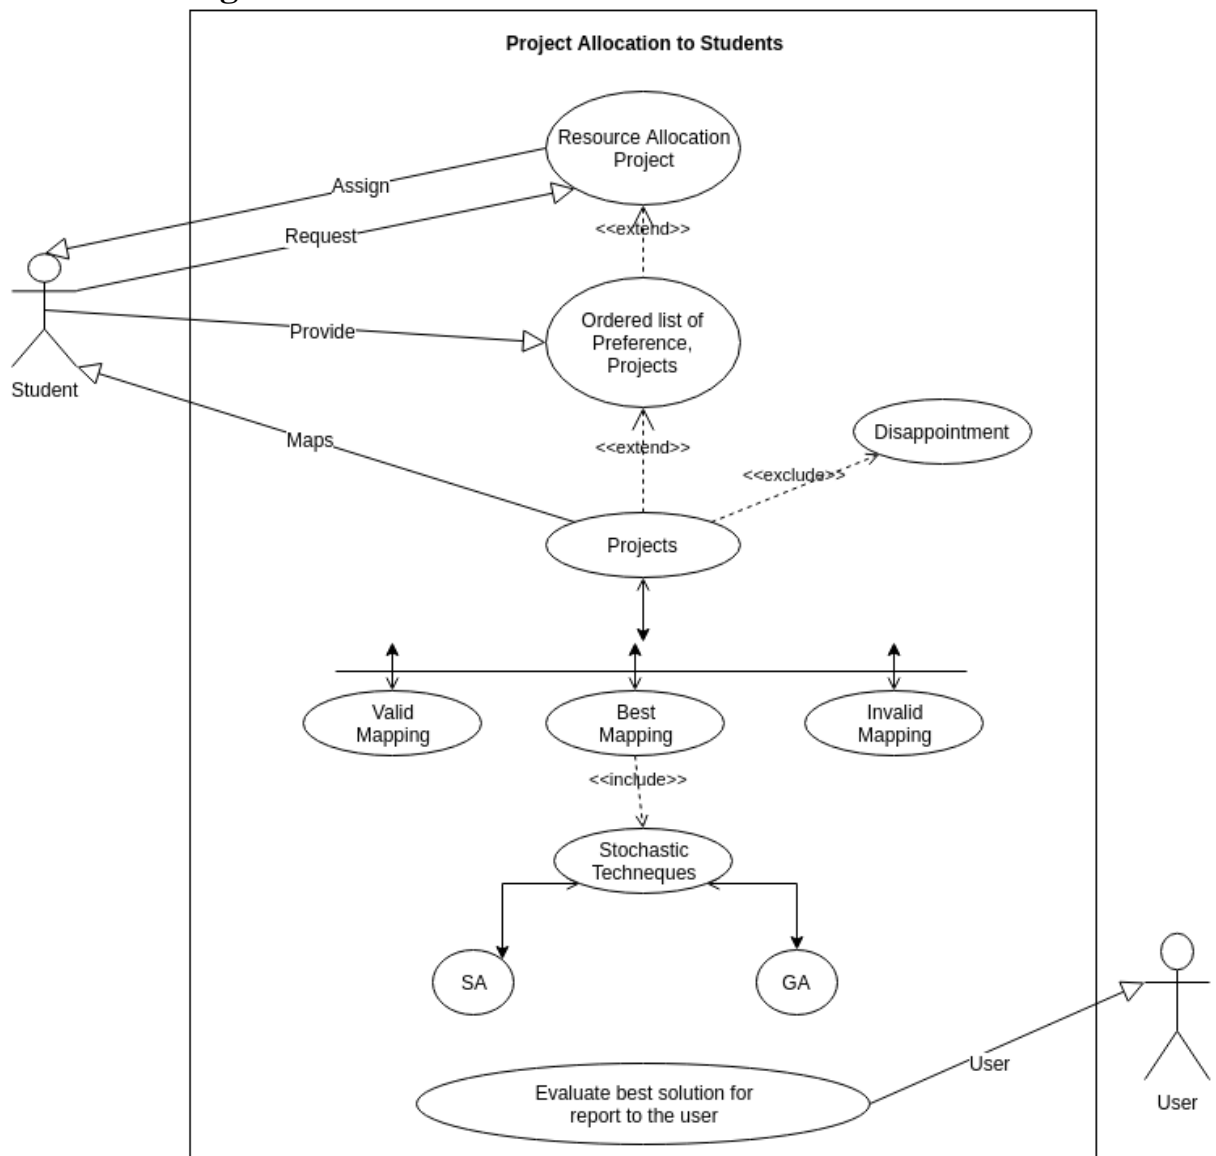 Project Allocation to Students
Resource Allocation
Project
Assign
Request
<<extend>>
Ordered list of
Preference,
Projects
Provide
Student
Maps
<<extend>>
Disappointment
<<exclude>>
Projects
Valid
Mapping
Best
Mapping
Invalid
Mapping
<<include>>
Stochastic
Techneques
SA
GA
User
Evaluate best solution for
report to the user
User